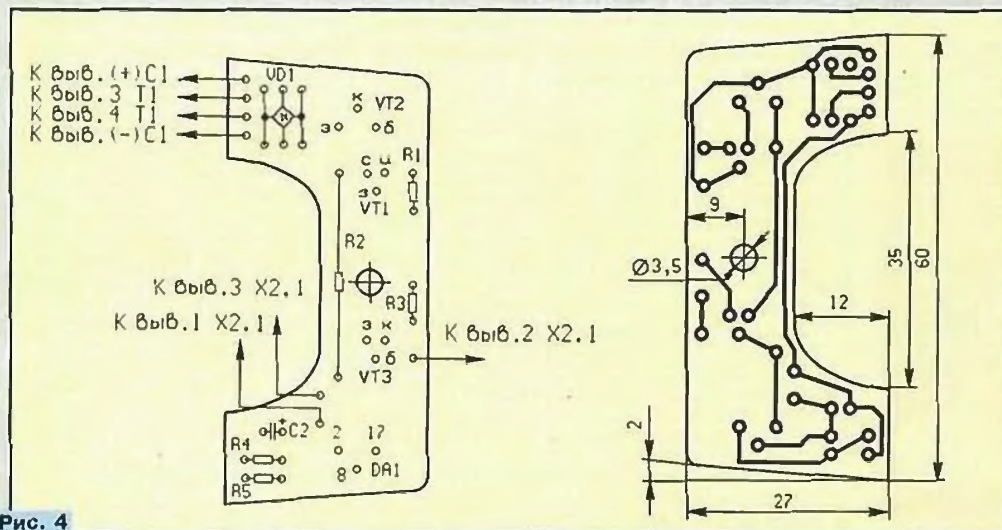 К выв.(+)С1
К выв.3 Т1
К выв.4 Т1
К выв.(-)С1
VD1
к
VT2
э
б
с
и
R1
з
VT1
R2
К выв.3 Х2.1
К выв.1 Х2.1
R3
э
к
К выв.2 Х2.1
б
VT3
+
С2
2
17
R4
8
DA1
R5
9
Ø3,5
12
35
60
2
27
Рис. 4